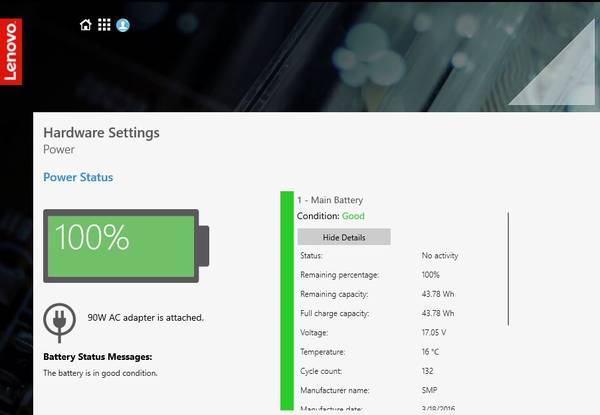 Lenovo
Hardware Settings
Power
Power Status
100%
90W AC adapter is attached.
Battery Status Messages:
The battery is in good condition.
1 - Main Battery
Condition: Good
Hide Details
Status: No activity
Remaining percentage: 100%
Remaining capacity: 43.78 Wh
Full charge capacity: 43.78 Wh
Voltage: 17.05 V
Temperature: 16 °C
Cycle count: 132
Manufacturer name: SMP
Manufacture date: 3/18/2016